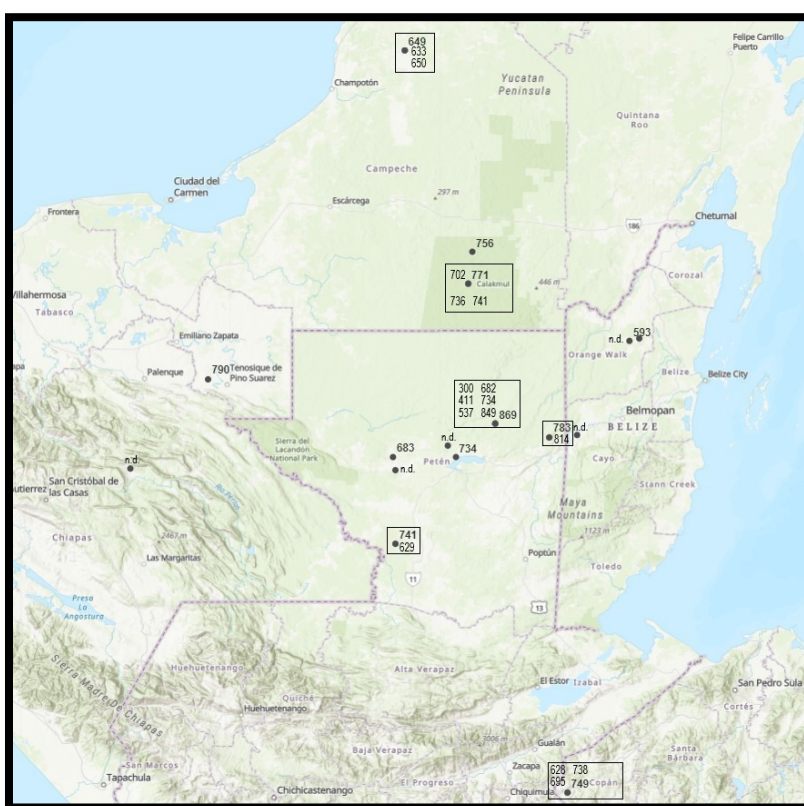 649
633
650
Felipe Carrillo
Puerto
Champotón
Yucatan
Peninsula
Quintana
Roo
Campeche
Ciudad del
Carmen
297 m
Escárcega
Frontera
186
Chetumal
756
702 771
Calakmul
736 741
446 m
Corozal
Villahermosa
Tabasco
Emiliano Zapata
n.d.
593
Orange Walk
790
Tenosique de
Pino Suarez
Palenque
Belize
Belize City
300 682
411 734
537 849 869
Belmopan
BELIZE
783
814
n.d.
Sierra del
Lacandón
National Park
683
n.d.
734
Petén
n.d.
Cayo
n.d.
San Cristóbal de
las Casas
Stann Creek
Maya
Mountains
1123 m
Chiapas
2467 m
Las Margaritas
741
629
Poptún
Toledo
11
13
Presa
La
Angostura
Sierra Madre De Chiapas
Huehuetenango
Alta Verapaz
El Estor
Izabal
San Pedro Sula
Quiché
Huehuetenango
Cortés
Baja Verapaz
3006 m
Gualán
Santa
Bárbara
San Marcos
Zacapa
628 738
695 749
Copán
Tapachula
El Progreso
Chiquimula
Chichicastenango